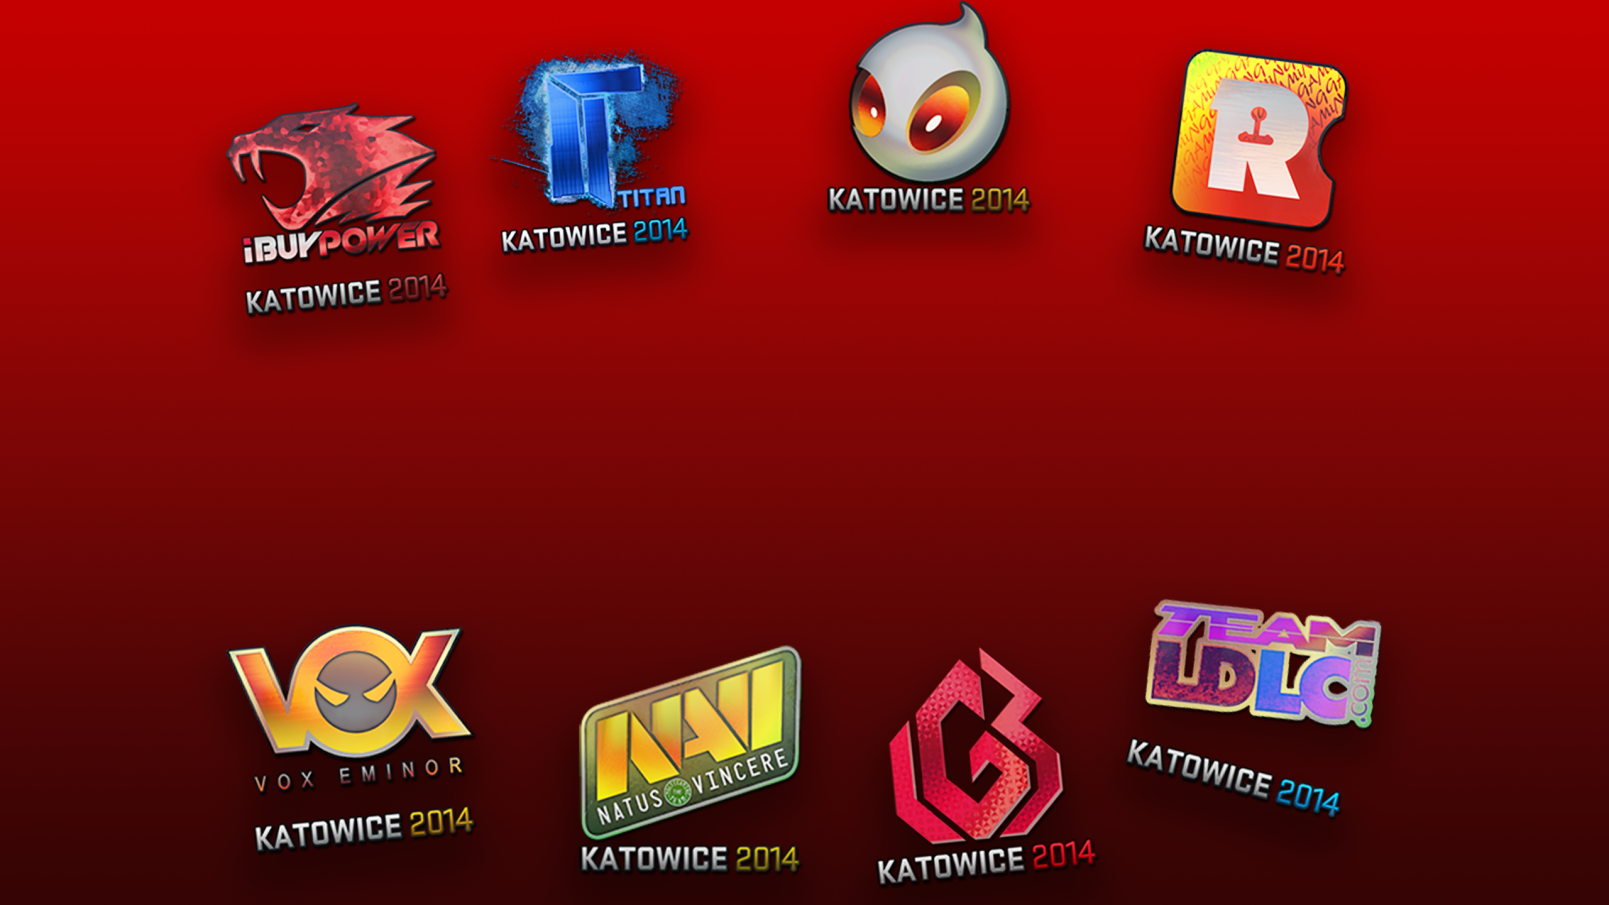 iBUYPOWER
KATOWICE 2014
TITAN
KATOWICE 2014
KATOWICE 2014
R
KATOWICE 2014
VOX
VOX EMINOR
KATOWICE 2014
NAVI
NATUS VINCERE
KATOWICE 2014
KATOWICE 2014
TEAM
LDLC
.com
KATOWICE 2014